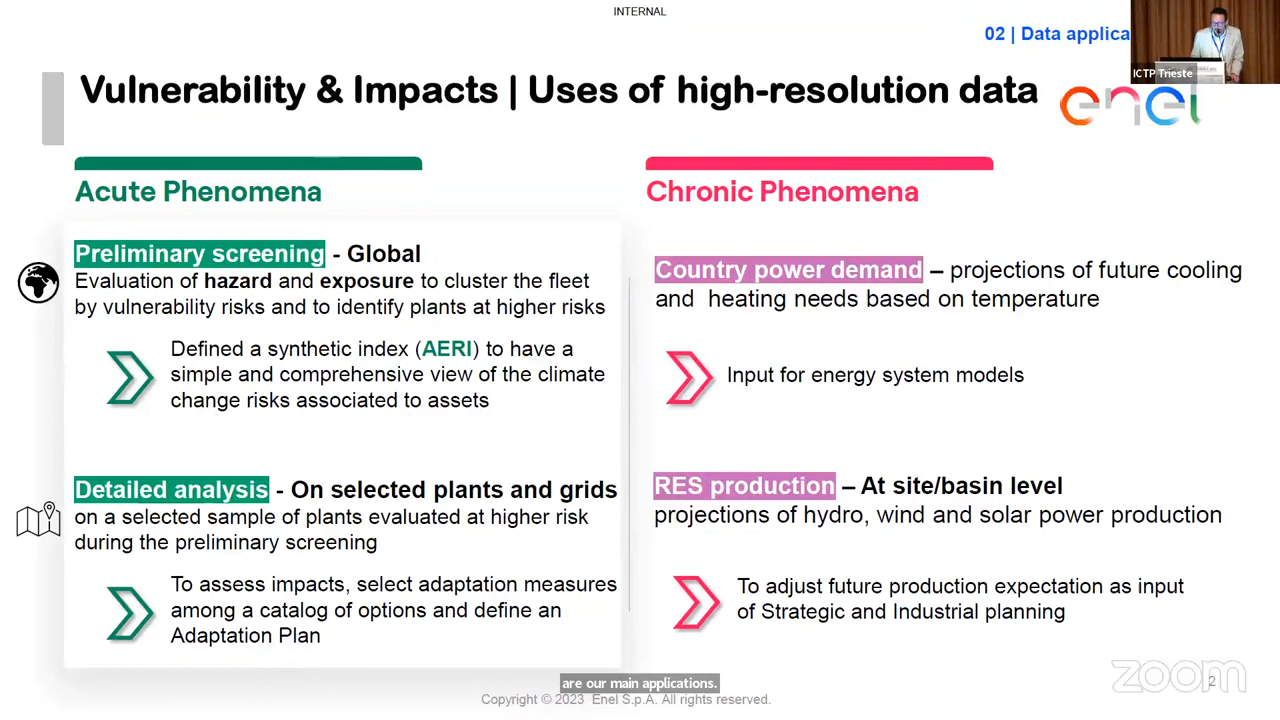 INTERNAL
02 | Data applica
ICTP Trieste
Vulnerability & Impacts | Uses of high-resolution data
enel
Acute Phenomena
Preliminary screening - Global
Evaluation of hazard and exposure to cluster the fleet
by vulnerability risks and to identify plants at higher risks
Defined a synthetic index (AERI) to have a
simple and comprehensive view of the climate
change risks associated to assets
Detailed analysis - On selected plants and grids
on a selected sample of plants evaluated at higher risk
during the preliminary screening
To assess impacts, select adaptation measures
among a catalog of options and define an
Adaptation Plan
Chronic Phenomena
Country power demand – projections of future cooling
and heating needs based on temperature
Input for energy system models
RES production – At site/basin level
projections of hydro, wind and solar power production
To adjust future production expectation as input
of Strategic and Industrial planning
are our main applications.
Copyright © 2023 Enel S.p.A. All rights reserved.
zoom
2